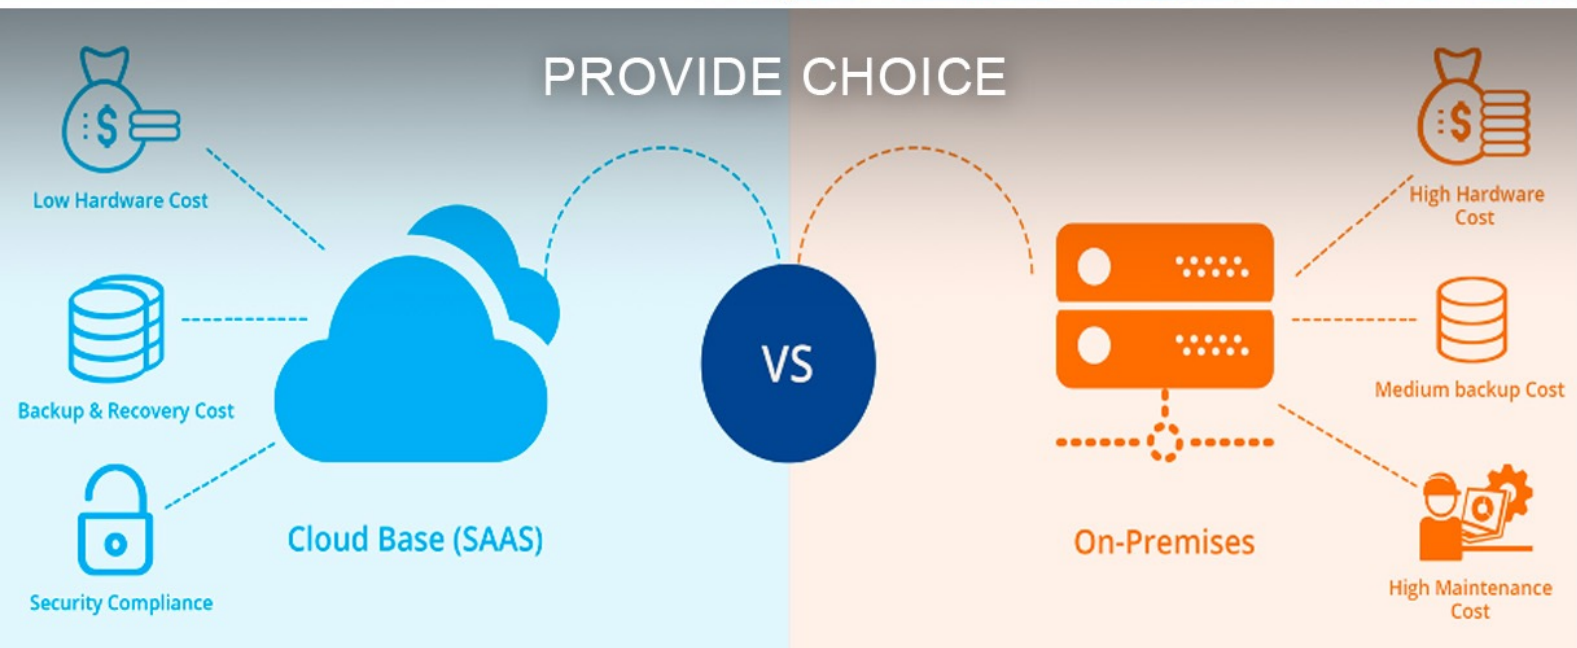 PROVIDE CHOICE
Low Hardware Cost
Backup & Recovery Cost
Security Compliance
Cloud Base (SAAS)
VS
On-Premises
High Hardware
Cost
Medium backup Cost
High Maintenance
Cost